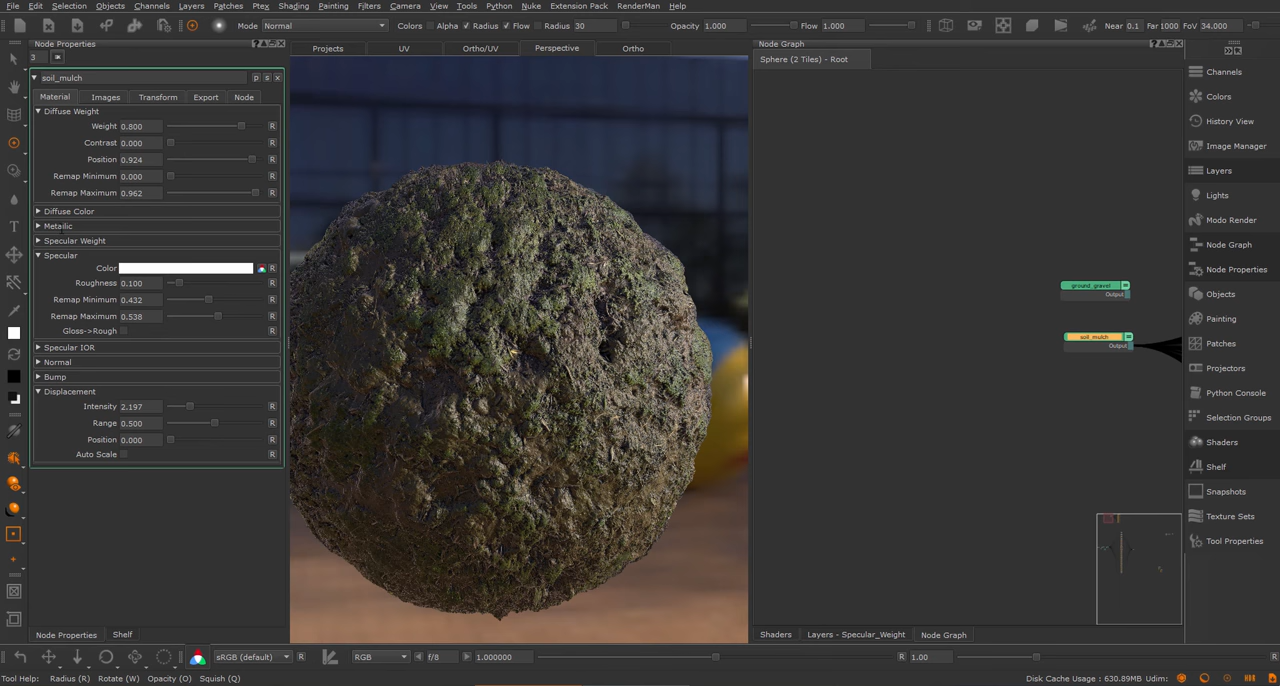 File Edit Selection Objects Channels Layers Patches Ptex Shading Painting Filters Camera View Tools Python Nuke Extension Pack RenderMan Help
Mode Normal Colors Alpha Radius Flow Radius 30 Opacity 1.000 Flow 1.000 Near 0.1 Far 1000 FoV 34.000
Node Properties
3
soil_mulch p s
Material Images Transform Export Node
Diffuse Weight
Weight 0.800 R
Contrast 0.000 R
Position 0.924 R
Remap Minimum 0.000 R
Remap Maximum 0.962 R
Diffuse Color
Metallic
Specular Weight
Specular
Color R
Roughness 0.100 R
Remap Minimum 0.432 R
Remap Maximum 0.538 R
Gloss->Rough R
Specular IOR
Normal
Bump
Displacement
Intensity 2.197 R
Range 0.500 R
Position 0.000 R
Auto Scale R
Node Properties Shelf
Projects UV Ortho/UV Perspective Ortho
Node Graph
Sphere (2 Tiles) - Root
ground_gravel
Output
soil_mulch
Output
Shaders Layers - Specular_Weight Node Graph
Channels
Colors
History View
Image Manager
Layers
Lights
Modo Render
Node Graph
Node Properties
Objects
Painting
Patches
Projectors
Python Console
Selection Groups
Shaders
Shelf
Snapshots
Texture Sets
Tool Properties
sRGB (default) R RGB f/8 1.000000 R 1.00 R
Tool Help: Radius (R) Rotate (W) Opacity (O) Squish (Q) Disk Cache Usage : 630.89MB Udim: